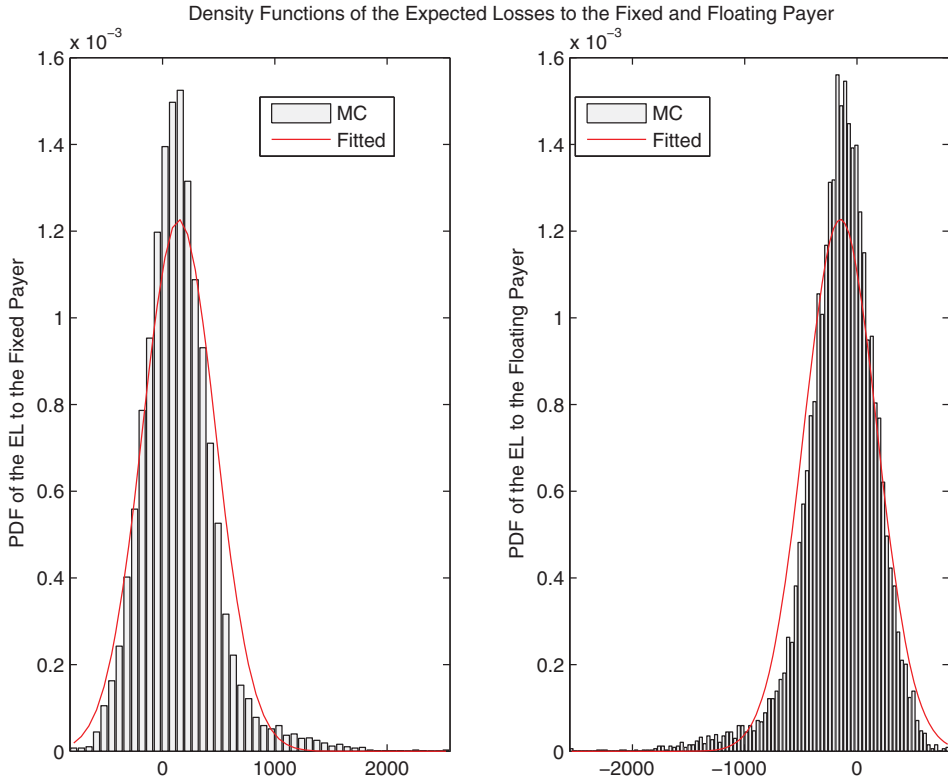 Density Functions of the Expected Losses to the Fixed and Floating Payer
x 10⁻³
1.6
1.4
1.2
1
0.8
0.6
0.4
0.2
0
PDF of the EL to the Fixed Payer
MC
Fitted
0
1000
2000
x 10⁻³
1.6
1.4
1.2
1
0.8
0.6
0.4
0.2
0
PDF of the EL to the Floating Payer
MC
Fitted
−2000
−1000
0